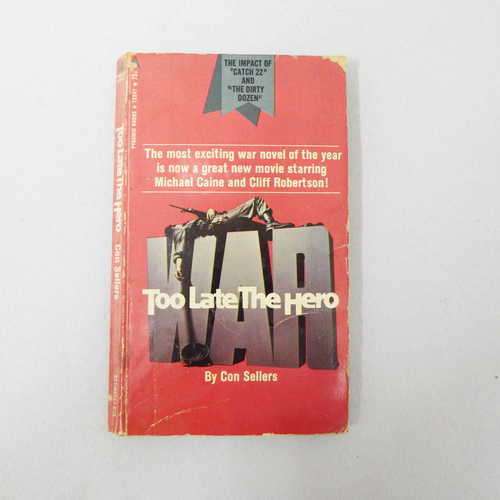 THE IMPACT OF
"CATCH 22"
AND
"THE DIRTY
DOZEN"
The most exciting war novel of the year
is now a great new movie starring
Michael Caine and Cliff Robertson!
WAR
Too Late The Hero
By Con Sellers
Too Late The Hero
Con Sellers